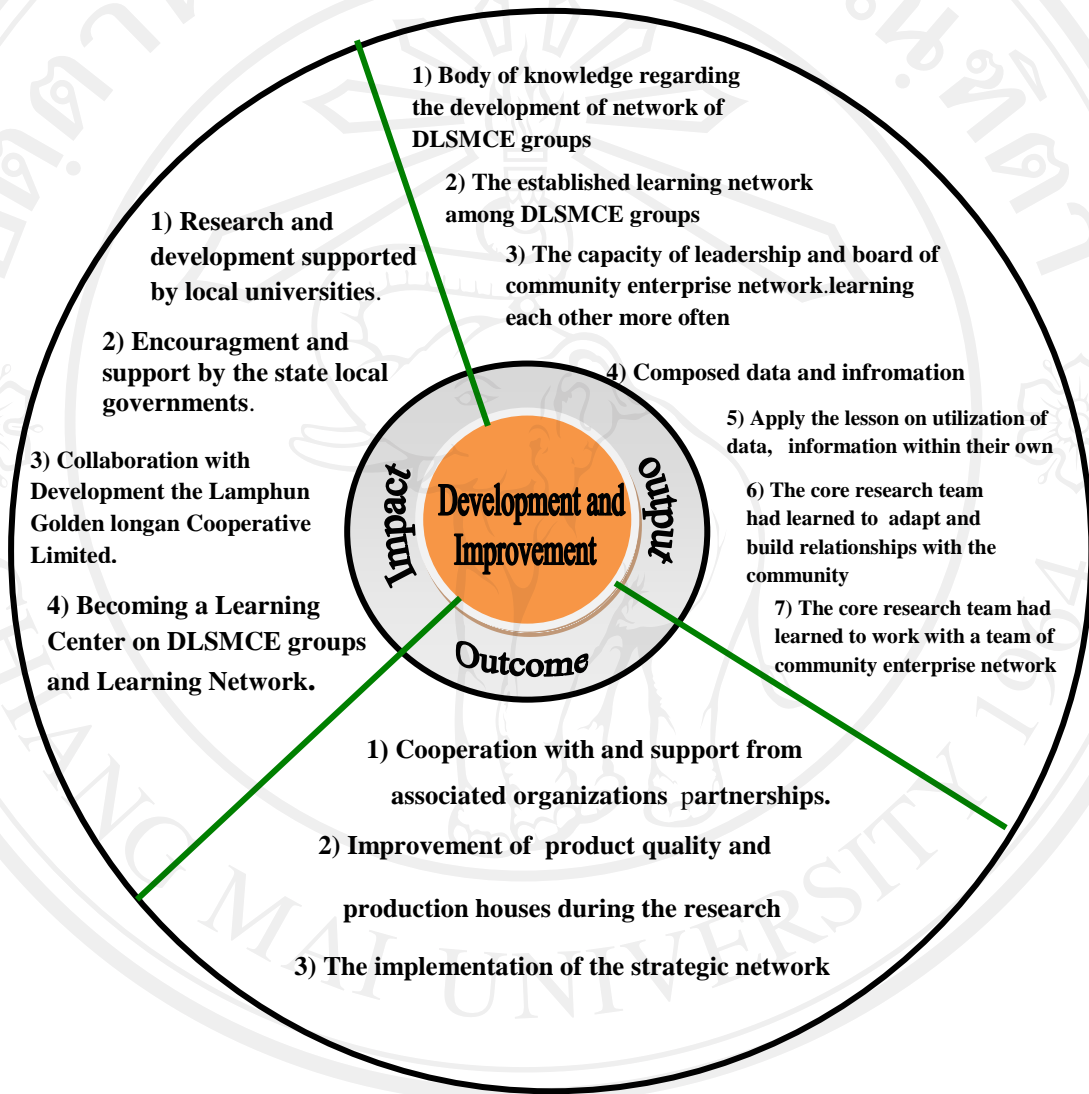 1) Body of knowledge regarding
the development of network of
DLSMCE groups
2) The established learning network
among DLSMCE groups
3) The capacity of leadership and board of
community enterprise network.learning
each other more often
4) Composed data and infromation
5) Apply the lesson on utilization of
data, information within their own
6) The core research team
had learned to adapt and
build relationships with the
community
7) The core research team had
learned to work with a team of
community enterprise network
1) Research and
development supported
by local universities.
2) Encouragment and
support by the state local
governments.
3) Collaboration with
Development the Lamphun
Golden longan Cooperative
Limited.
4) Becoming a Learning
Center on DLSMCE groups
and Learning Network.
Impact
Development and
Improvement
Output
Outcome
1) Cooperation with and support from
associated organizations partnerships.
2) Improvement of product quality and
production houses during the research
3) The implementation of the strategic network
MAI UNIVERSITY